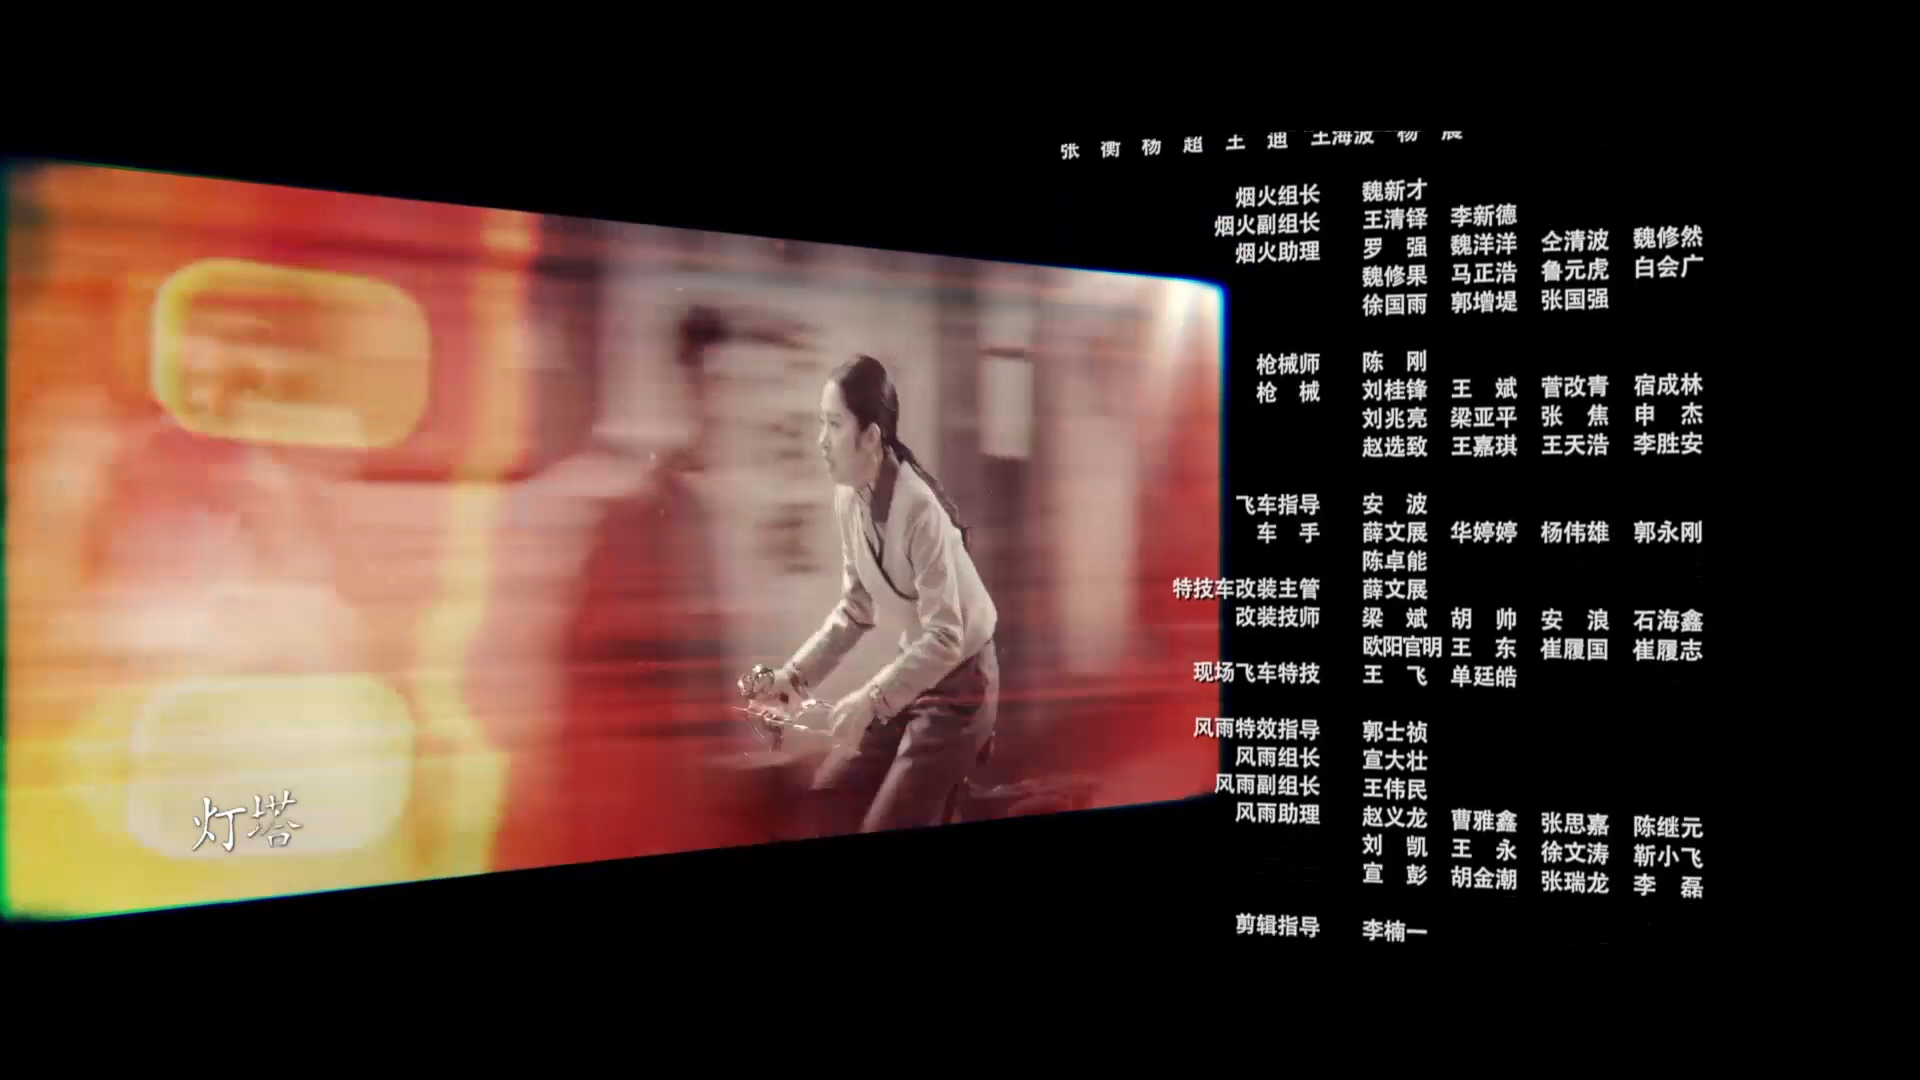 张 衡 杨 超 王 迪 王海波 杨 晨
烟火组长 魏新才
烟火副组长 王清铎 李新德
烟火助理 罗 强 魏洋洋 仝清波 魏修然
魏修果 马正浩 鲁元虎 白会广
徐国雨 郭增堤 张国强
枪械师 陈 刚
枪 械 刘桂锋 王 斌 菅改青 宿成林
刘兆亮 梁亚平 张 焦 申 杰
赵选致 王嘉琪 王天浩 李胜安
飞车指导 安 波
车 手 薛文展 华婷婷 杨伟雄 郭永刚
陈卓能
特技车改装主管 薛文展
改装技师 梁 斌 胡 帅 安 浪 石海鑫
欧阳官明 王 东 崔履国 崔履志
现场飞车特技 王 飞 单廷皓
风雨特效指导 郭士祯
风雨组长 宣大壮
风雨副组长 王伟民
风雨助理 赵义龙 曹雅鑫 张思嘉 陈继元
刘 凯 王 永 徐文涛 靳小飞
宣 彭 胡金潮 张瑞龙 李 磊
剪辑指导 李楠一
灯塔